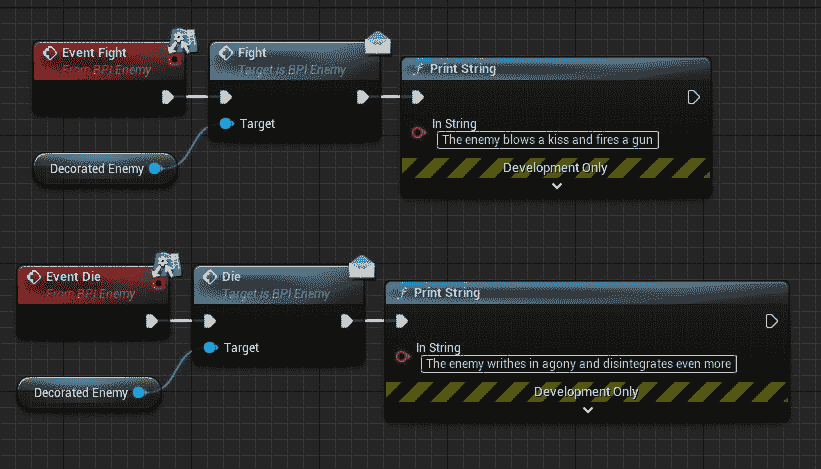 Event Fight
From BPI Enemy
Fight
Target is BPI Enemy
Print String
Target
In String
The enemy blows a kiss and fires a gun
Decorated Enemy
Development Only
Event Die
From BPI Enemy
Die
Target is BPI Enemy
Print String
Target
In String
The enemy writhes in agony and disintegrates even more
Decorated Enemy
Development Only